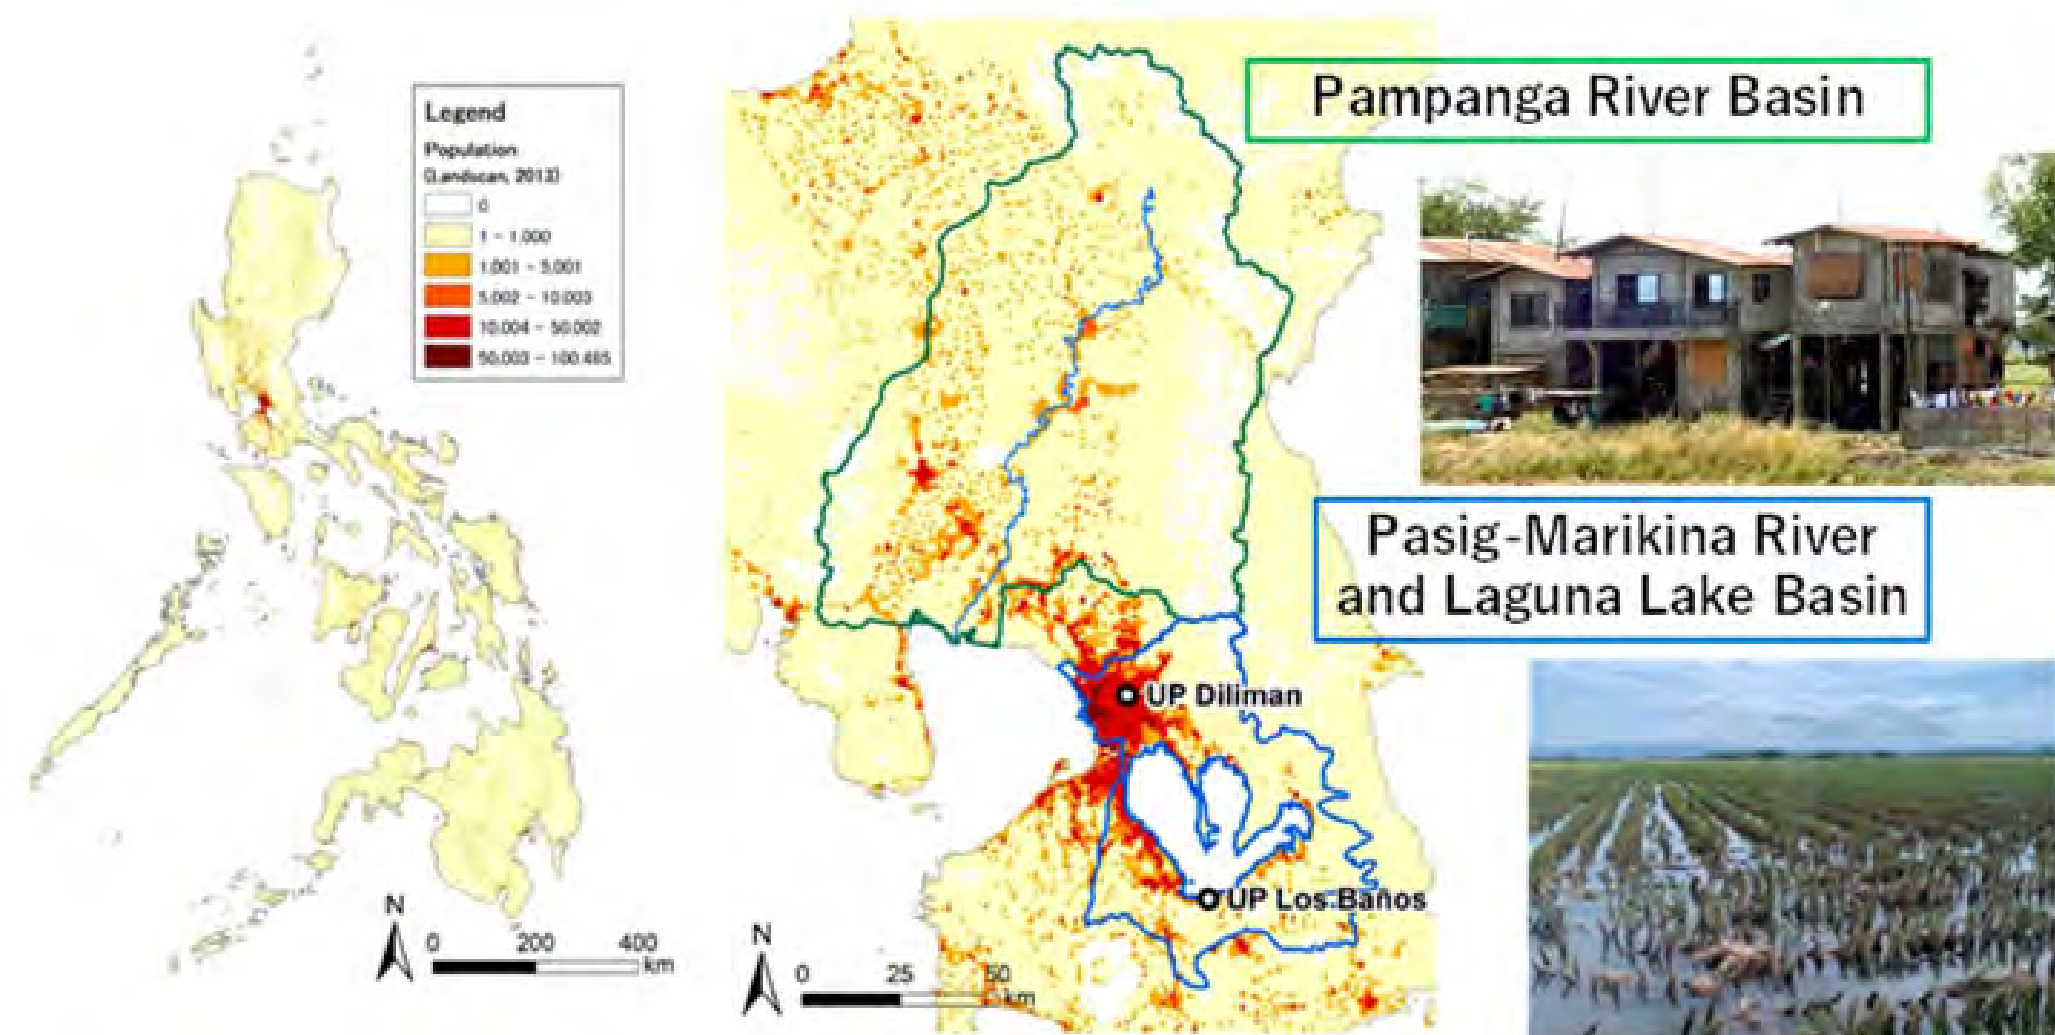 Legend
Population
(Landscan, 2013)
0
1 - 1,000
1,001 - 5,001
5,002 - 10,003
10,004 - 50,002
50,003 - 100,465
N
0 200 400
km
Pampanga River Basin
Pasig-Marikina River
and Laguna Lake Basin
UP Diliman
UP Los Baños
N
0 25 50
km